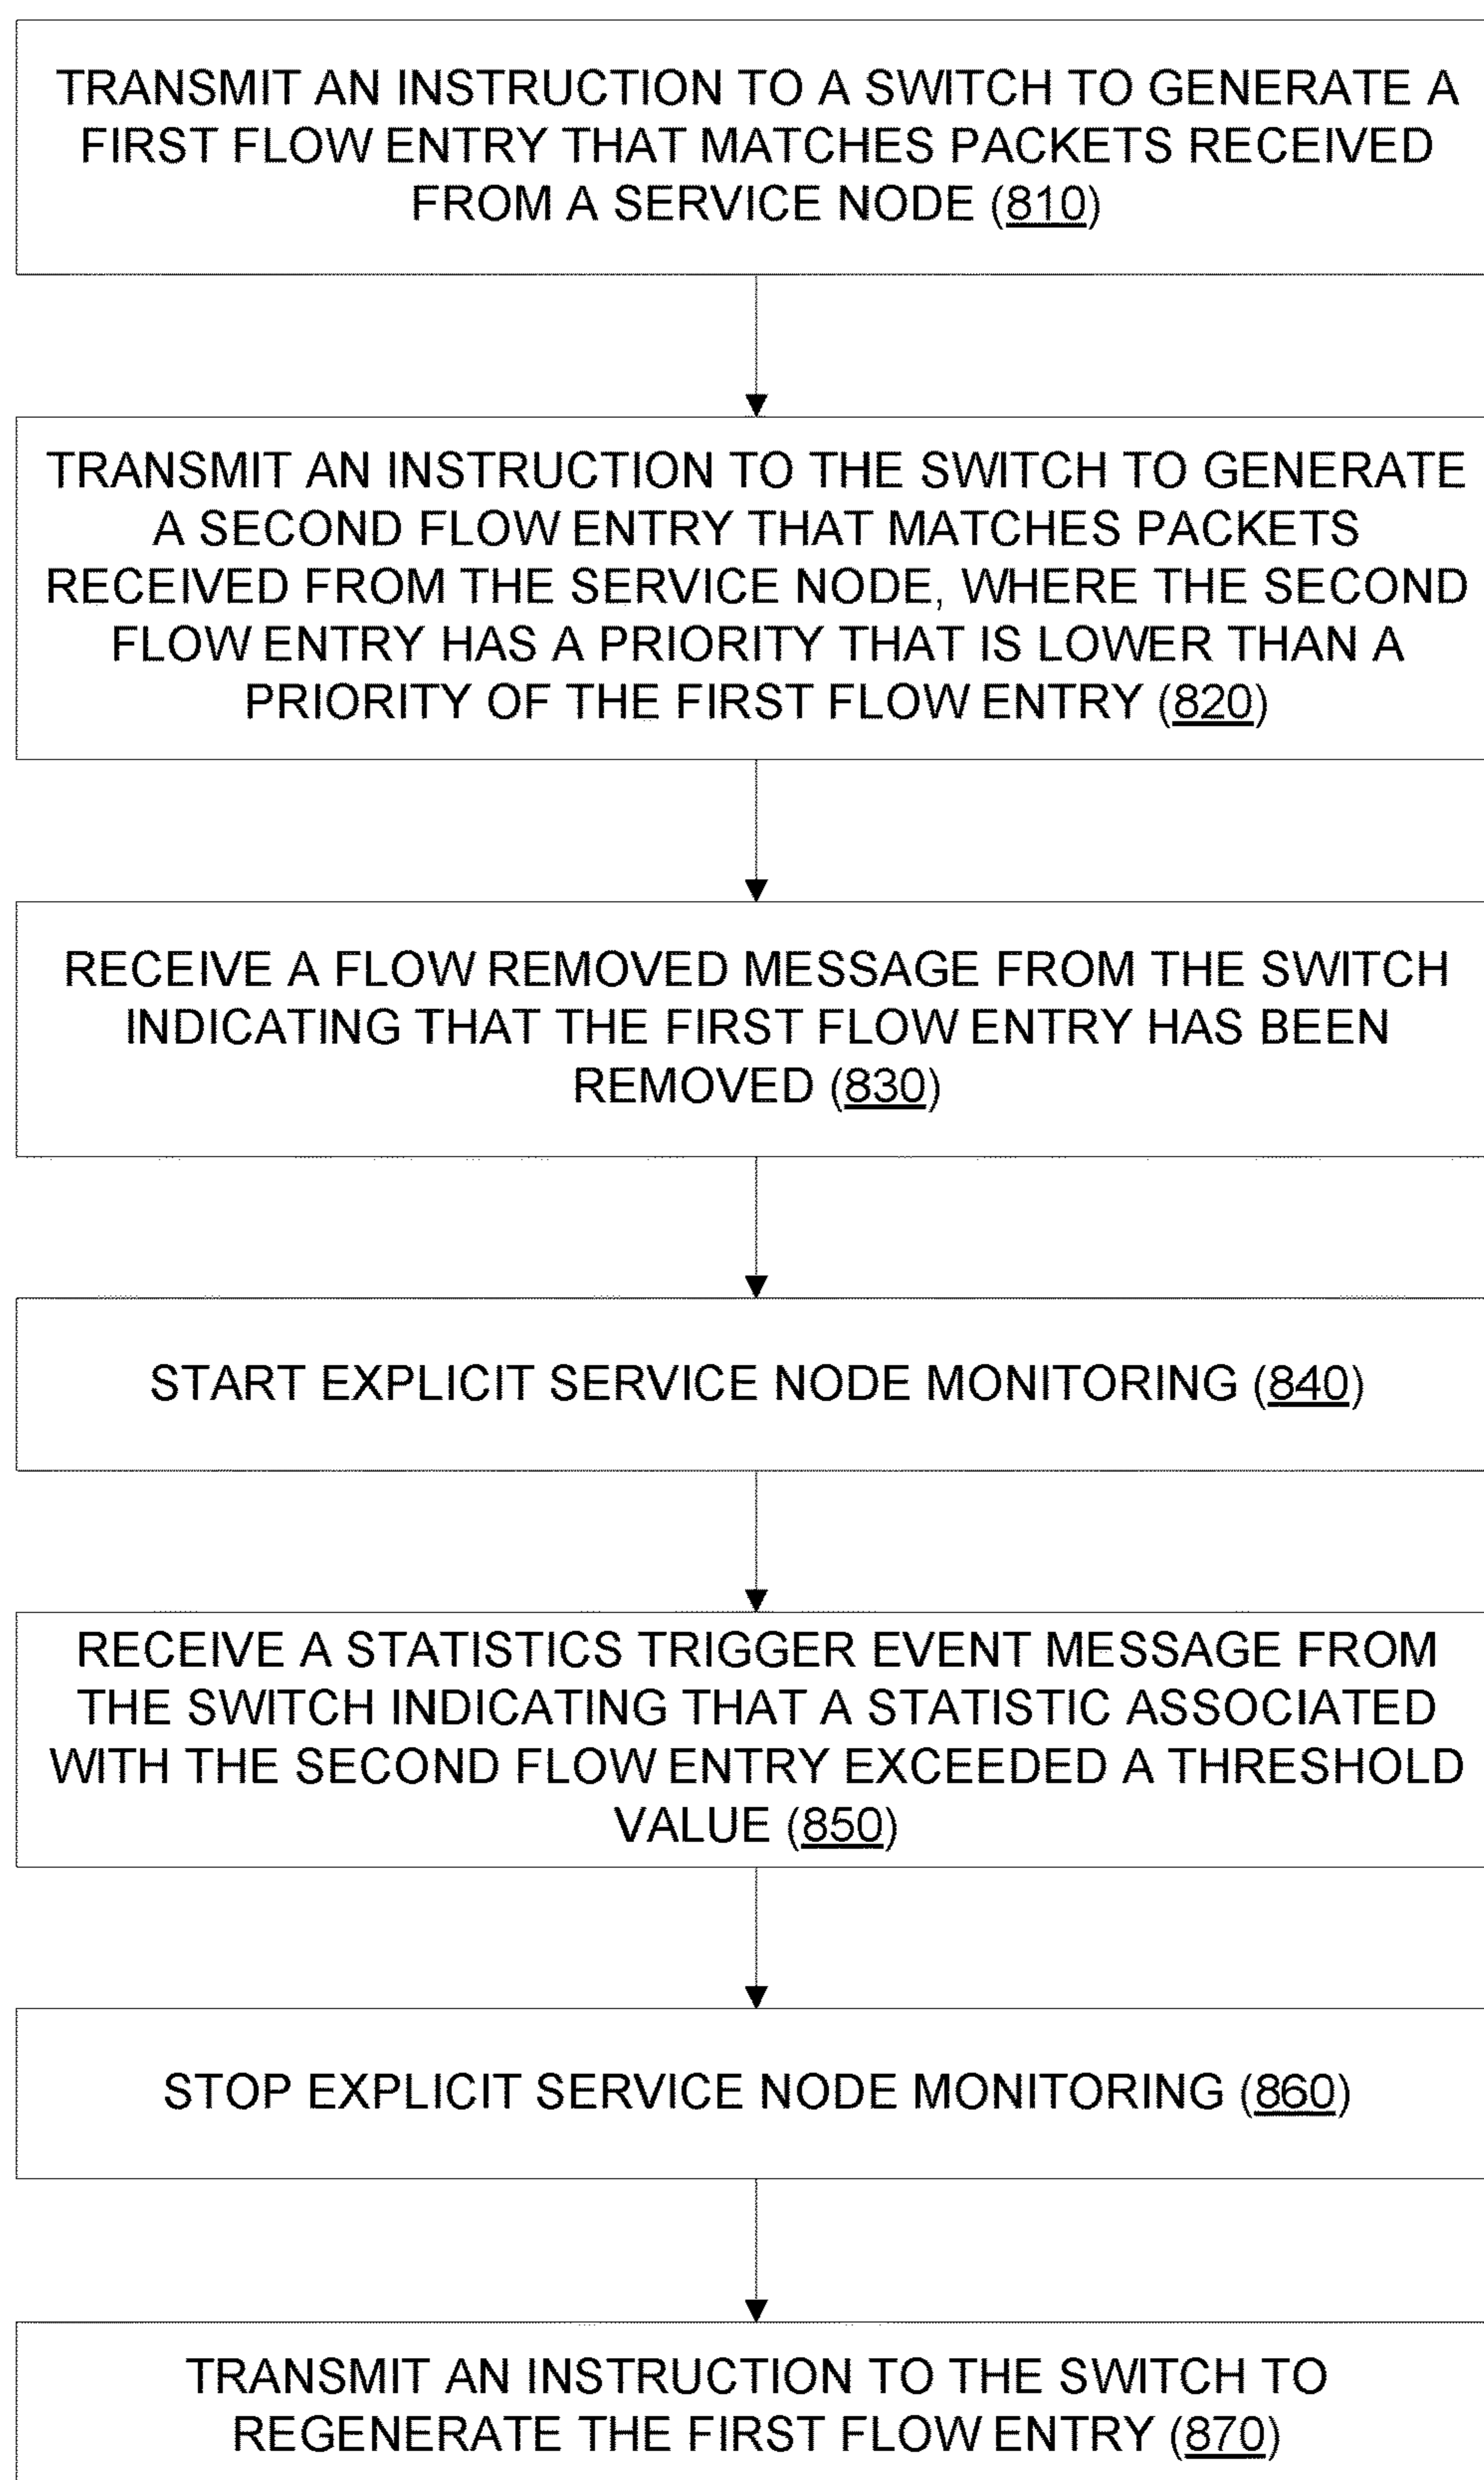 TRANSMIT AN INSTRUCTION TO A SWITCH TO GENERATE A
FIRST FLOW ENTRY THAT MATCHES PACKETS RECEIVED
FROM A SERVICE NODE (810)
TRANSMIT AN INSTRUCTION TO THE SWITCH TO GENERATE
A SECOND FLOW ENTRY THAT MATCHES PACKETS
RECEIVED FROM THE SERVICE NODE, WHERE THE SECOND
FLOW ENTRY HAS A PRIORITY THAT IS LOWER THAN A
PRIORITY OF THE FIRST FLOW ENTRY (820)
RECEIVE A FLOW REMOVED MESSAGE FROM THE SWITCH
INDICATING THAT THE FIRST FLOW ENTRY HAS BEEN
REMOVED (830)
START EXPLICIT SERVICE NODE MONITORING (840)
RECEIVE A STATISTICS TRIGGER EVENT MESSAGE FROM
THE SWITCH INDICATING THAT A STATISTIC ASSOCIATED
WITH THE SECOND FLOW ENTRY EXCEEDED A THRESHOLD
VALUE (850)
STOP EXPLICIT SERVICE NODE MONITORING (860)
TRANSMIT AN INSTRUCTION TO THE SWITCH TO
REGENERATE THE FIRST FLOW ENTRY (870)